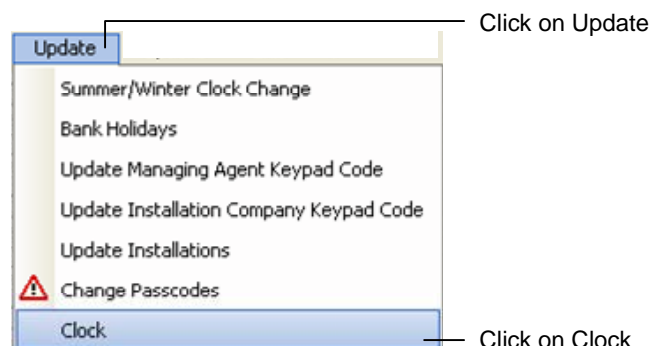 Click on Update
Update
Summer/Winter Clock Change
Bank Holidays
Update Managing Agent Keypad Code
Update Installation Company Keypad Code
Update Installations
Change Passcodes
Clock
Click on Clock